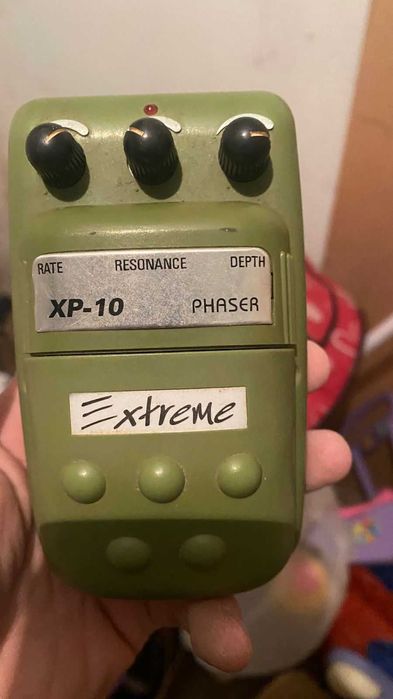 RATE RESONANCE DEPTH
XP-10 PHASER
Extreme